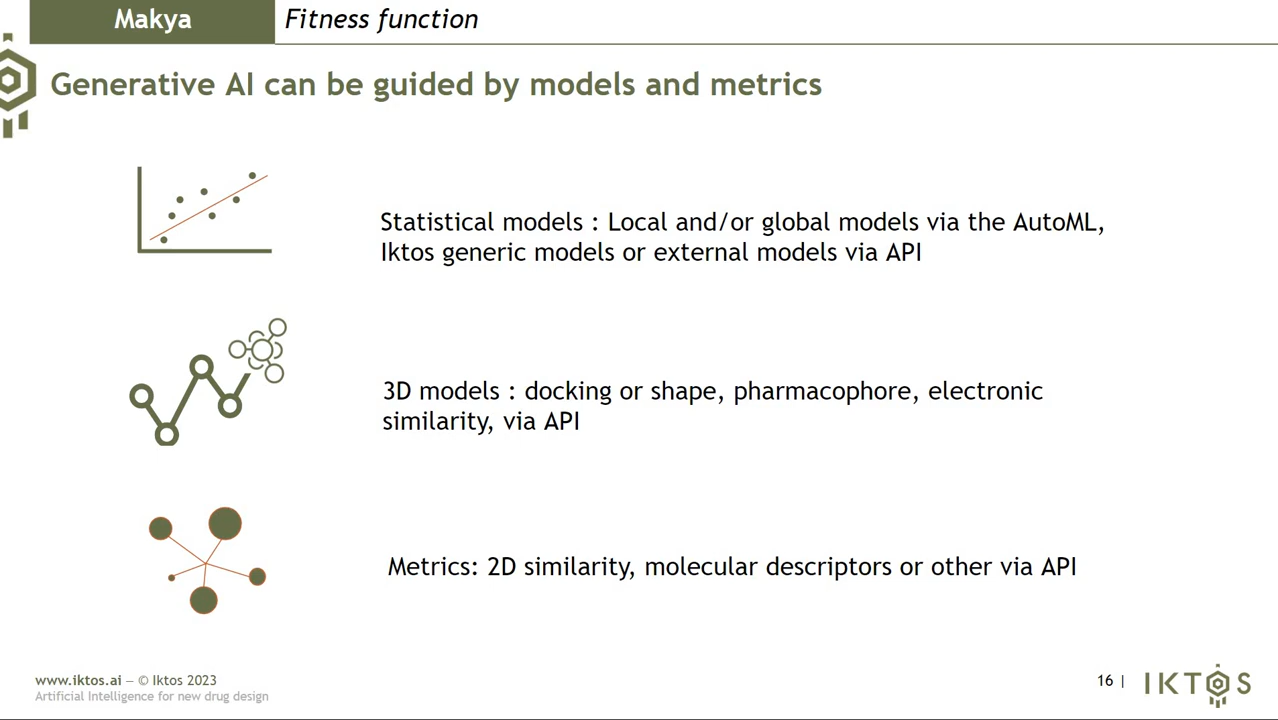 Makya
Fitness function
Generative AI can be guided by models and metrics
Statistical models : Local and/or global models via the AutoML,
Iktos generic models or external models via API
3D models : docking or shape, pharmacophore, electronic
similarity, via API
Metrics: 2D similarity, molecular descriptors or other via API
www.iktos.ai – © Iktos 2023
Artificial Intelligence for new drug design
16 |
IKTOS